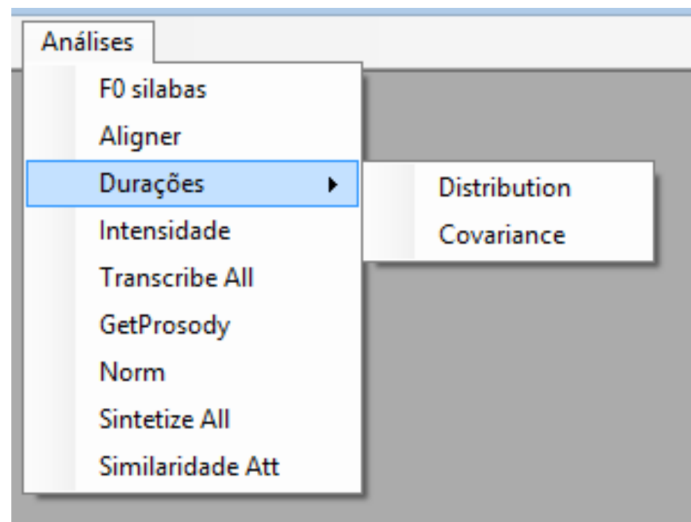 Análises
F0 silabas
Aligner
Durações
Distribution
Intensidade
Covariance
Transcribe All
GetProsody
Norm
Sintetize All
Similaridade Att